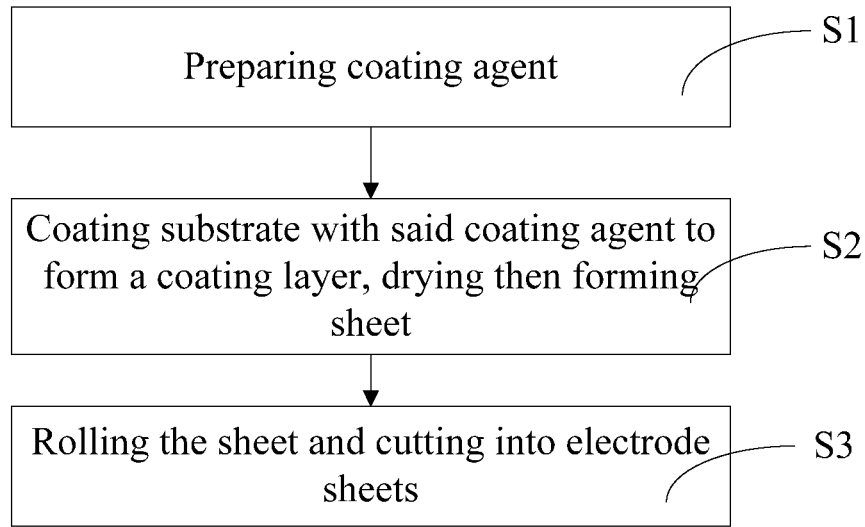 Preparing coating agent
S1
Coating substrate with said coating agent to
form a coating layer, drying then forming
sheet
S2
Rolling the sheet and cutting into electrode
sheets
S3